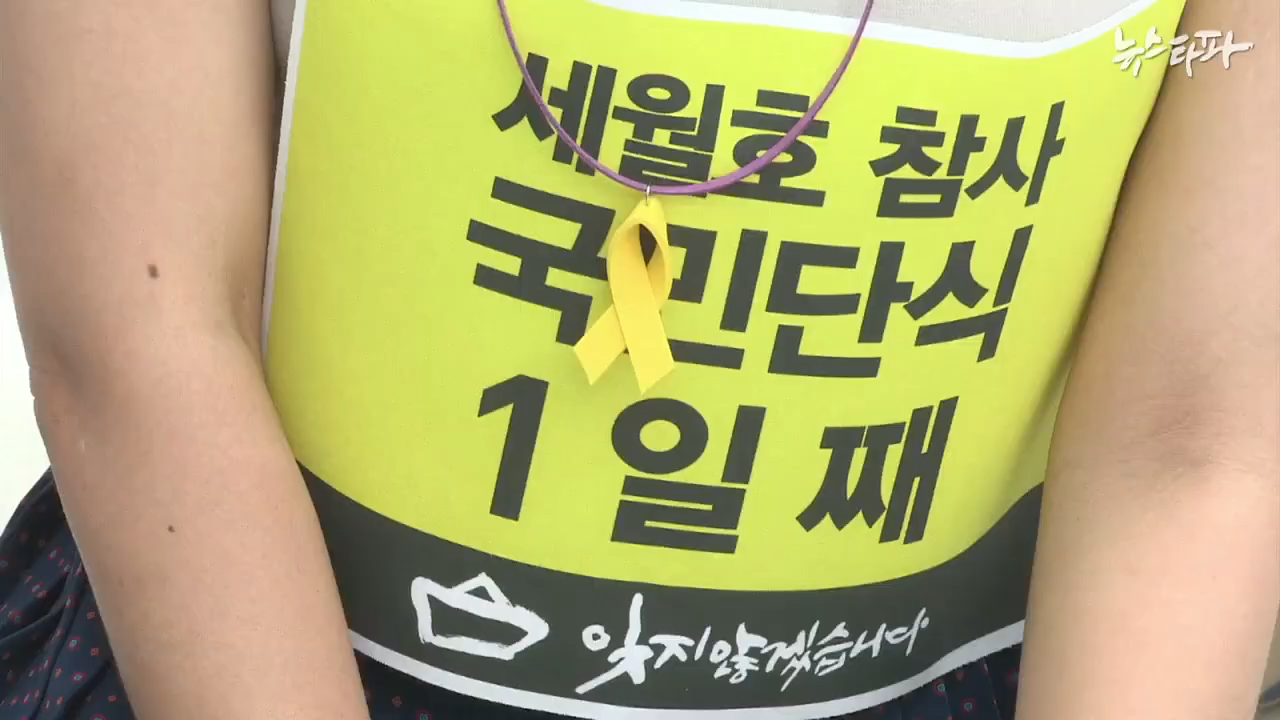 뉴스타파
세월호 참사
국민단식
1일째
잊지않겠습니다